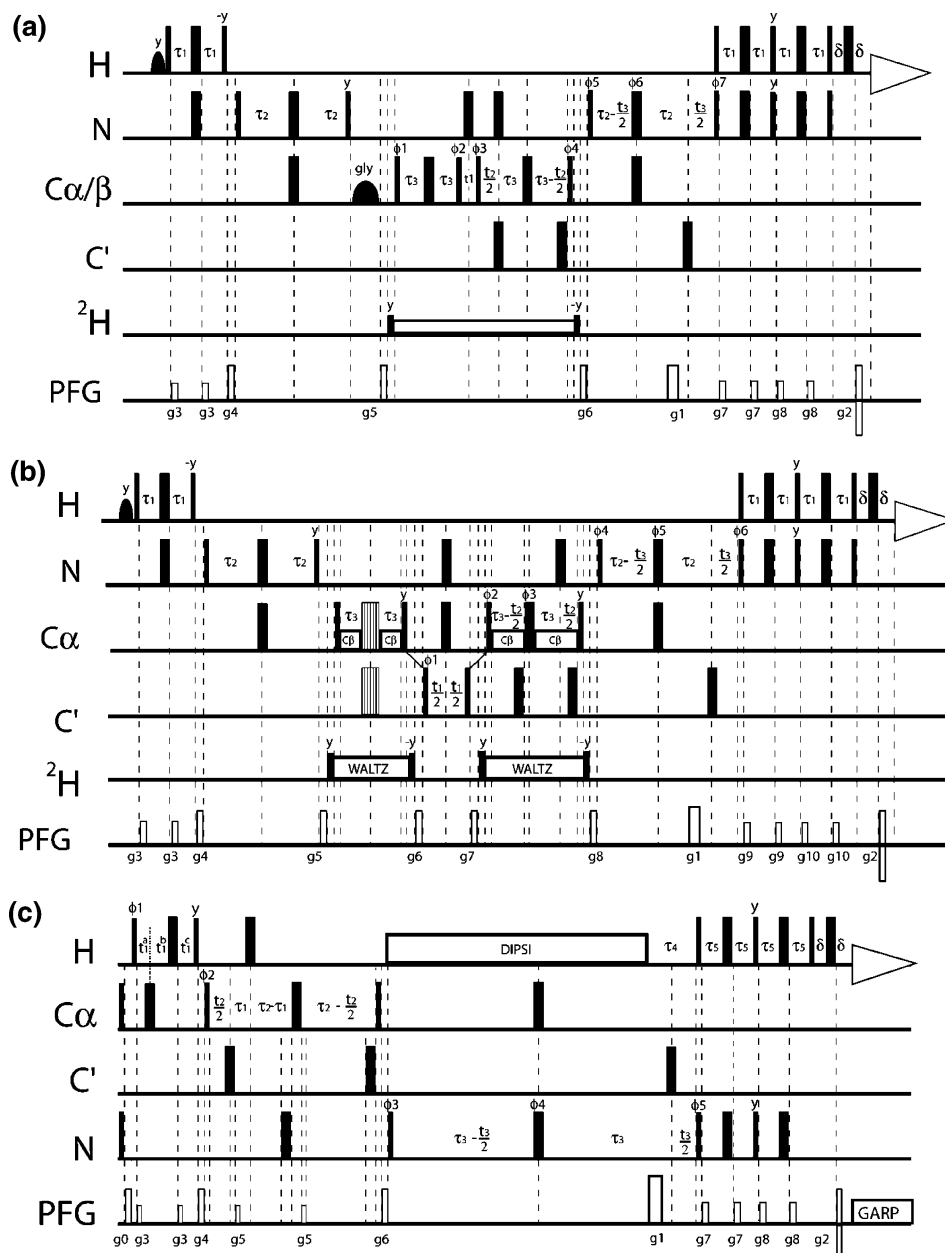 (a)
y -y y
H τ1 τ1 τ1 τ1 τ1 τ1 δ δ
y ϕ5 ϕ6 ϕ7 y
N τ2 τ2 τ2-t3/2 τ2 t3/2
gly ϕ1 ϕ2 ϕ3 ϕ4
Cα/β τ3 τ3 t1 t2/2 τ3 τ3-t2/2
C'
y -y
2H
PFG
g3 g3 g4 g5 g6 g1 g7 g7 g8 g8 g2
(b)
y -y y
H τ1 τ1 τ1 τ1 τ1 τ1 δ δ
y ϕ4 ϕ5 ϕ6 y
N τ2 τ2 τ2-t3/2 τ2 t3/2
y ϕ2 ϕ3 y
Cα τ3 τ3 τ3-t2/2 τ3 t2/2
Cβ Cβ Cβ Cβ
ϕ1
C' t1/2 t1/2
y -y y -y
2H WALTZ WALTZ
PFG
g3 g3 g4 g5 g6 g7 g8 g1 g9 g9 g10 g10 g2
(c)
ϕ1 y y
H t1a t1b t1c DIPSI τ4 τ5 τ5 τ5 τ5 δ δ
ϕ2
Cα t2/2 τ1 τ2-τ1 τ2 - t2/2
C'
ϕ3 ϕ4 ϕ5 y
N τ3 -t3/2 τ3 t3/2
PFG GARP
g0 g3 g3 g4 g5 g5 g6 g1 g7 g7 g8 g8 g2